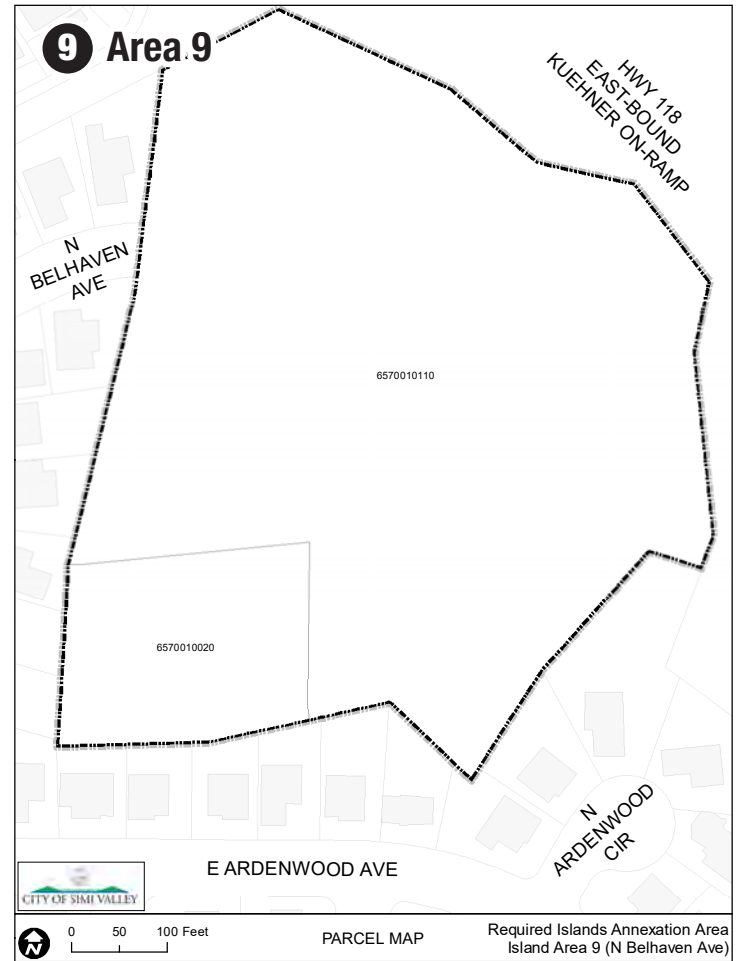 9 Area 9
HWY 118
EAST-BOUND
KUEHNER ON-RAMP
N
BELHAVEN
AVE
6570010110
6570010020
N
ARDENWOOD
CIR
E ARDENWOOD AVE
CITY OF SIMI VALLEY
N
0 50 100 Feet
PARCEL MAP
Required Islands Annexation Area
Island Area 9 (N Belhaven Ave)